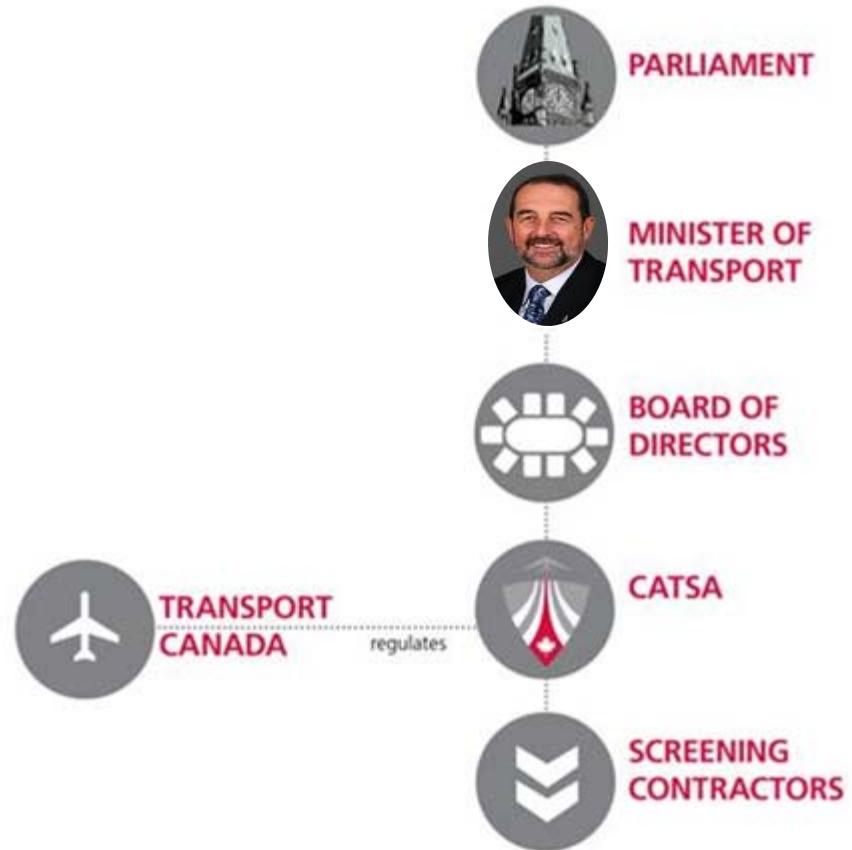 PARLIAMENT
MINISTER OF
TRANSPORT
BOARD OF
DIRECTORS
CATSA
TRANSPORT
CANADA
regulates
SCREENING
CONTRACTORS